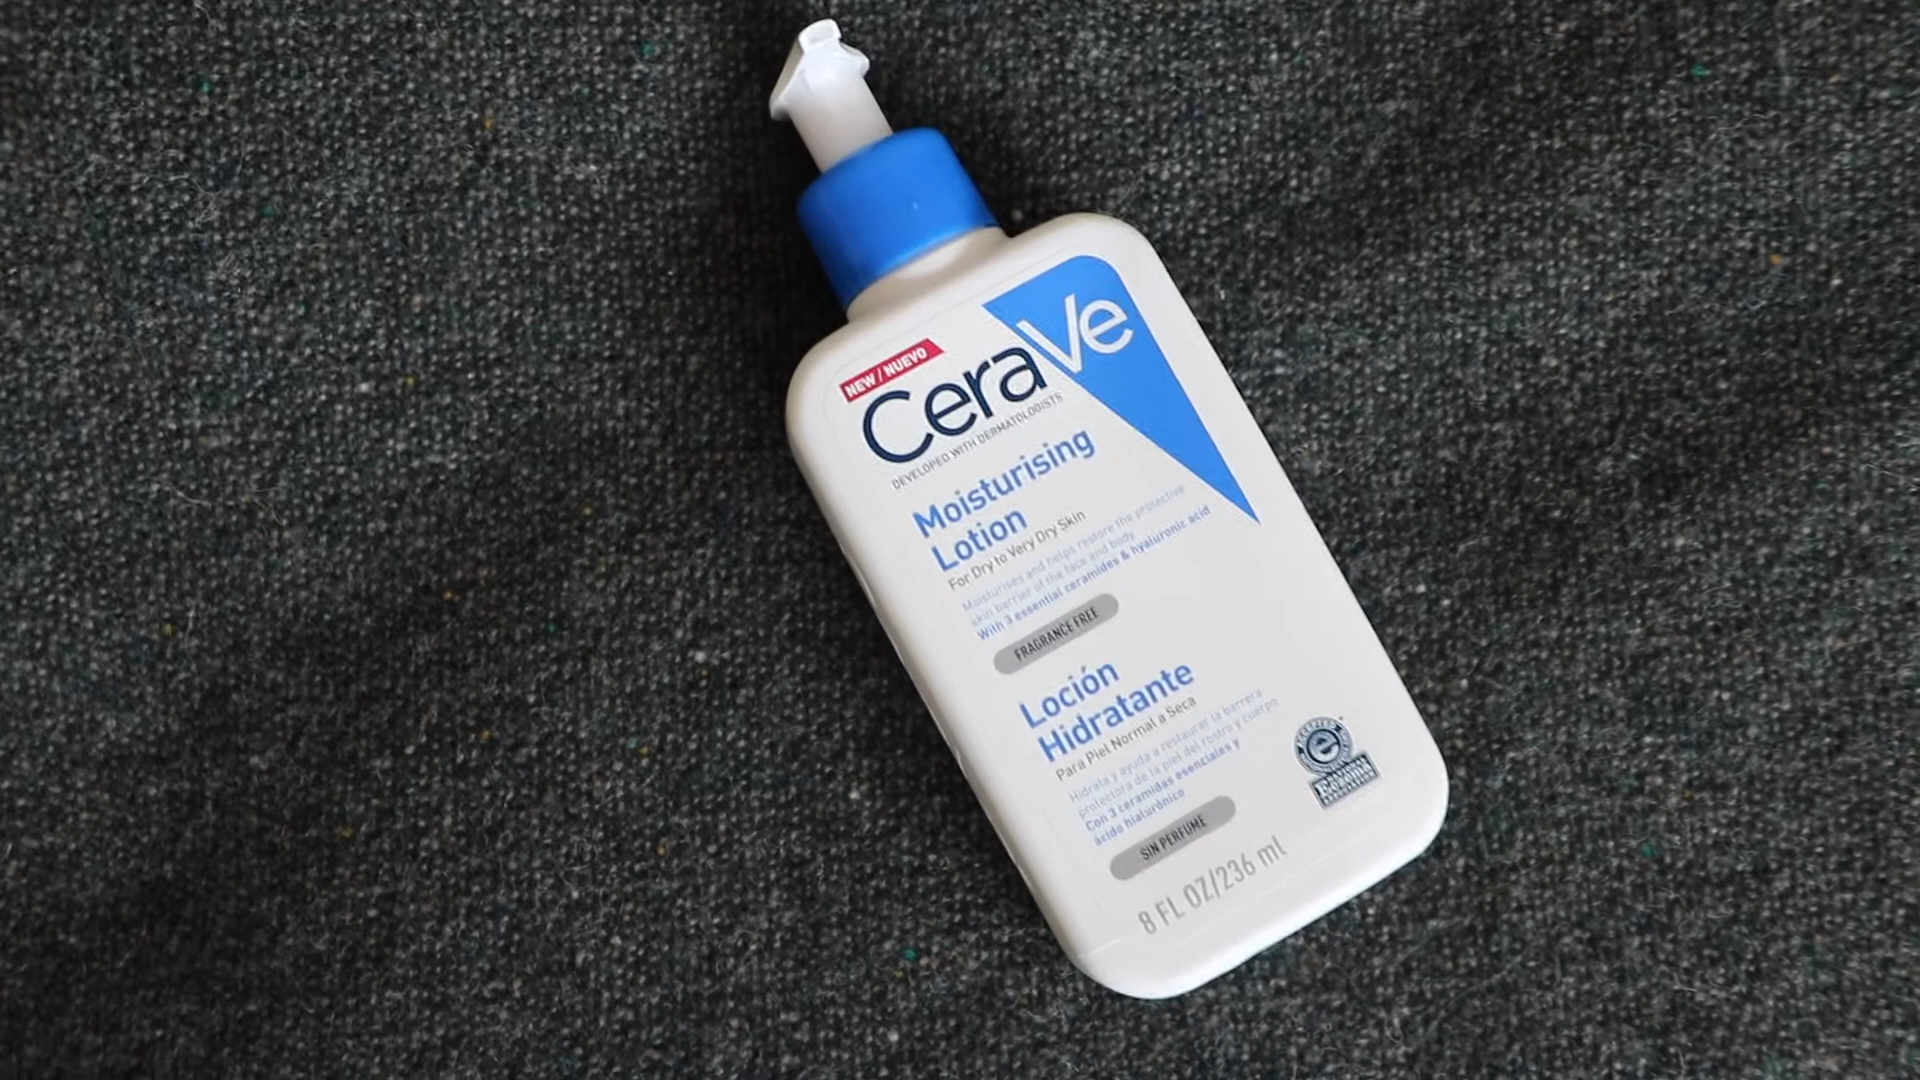 NEW / NUEVO
CeraVe
DEVELOPED WITH DERMATOLOGISTS
Moisturising
Lotion
For Dry to Very Dry Skin
Moisturises and helps restore the protective
skin barrier of the face and body
With 3 essential ceramides & hyaluronic acid
FRAGRANCE FREE
Loción
Hidratante
Para Piel Normal a Seca
Hidrata y ayuda a restaurar la barrera
protectora de la piel del rostro y cuerpo
Con 3 ceramidas esenciales y
ácido hialurónico
SIN PERFUME
8 FL OZ/236 ml